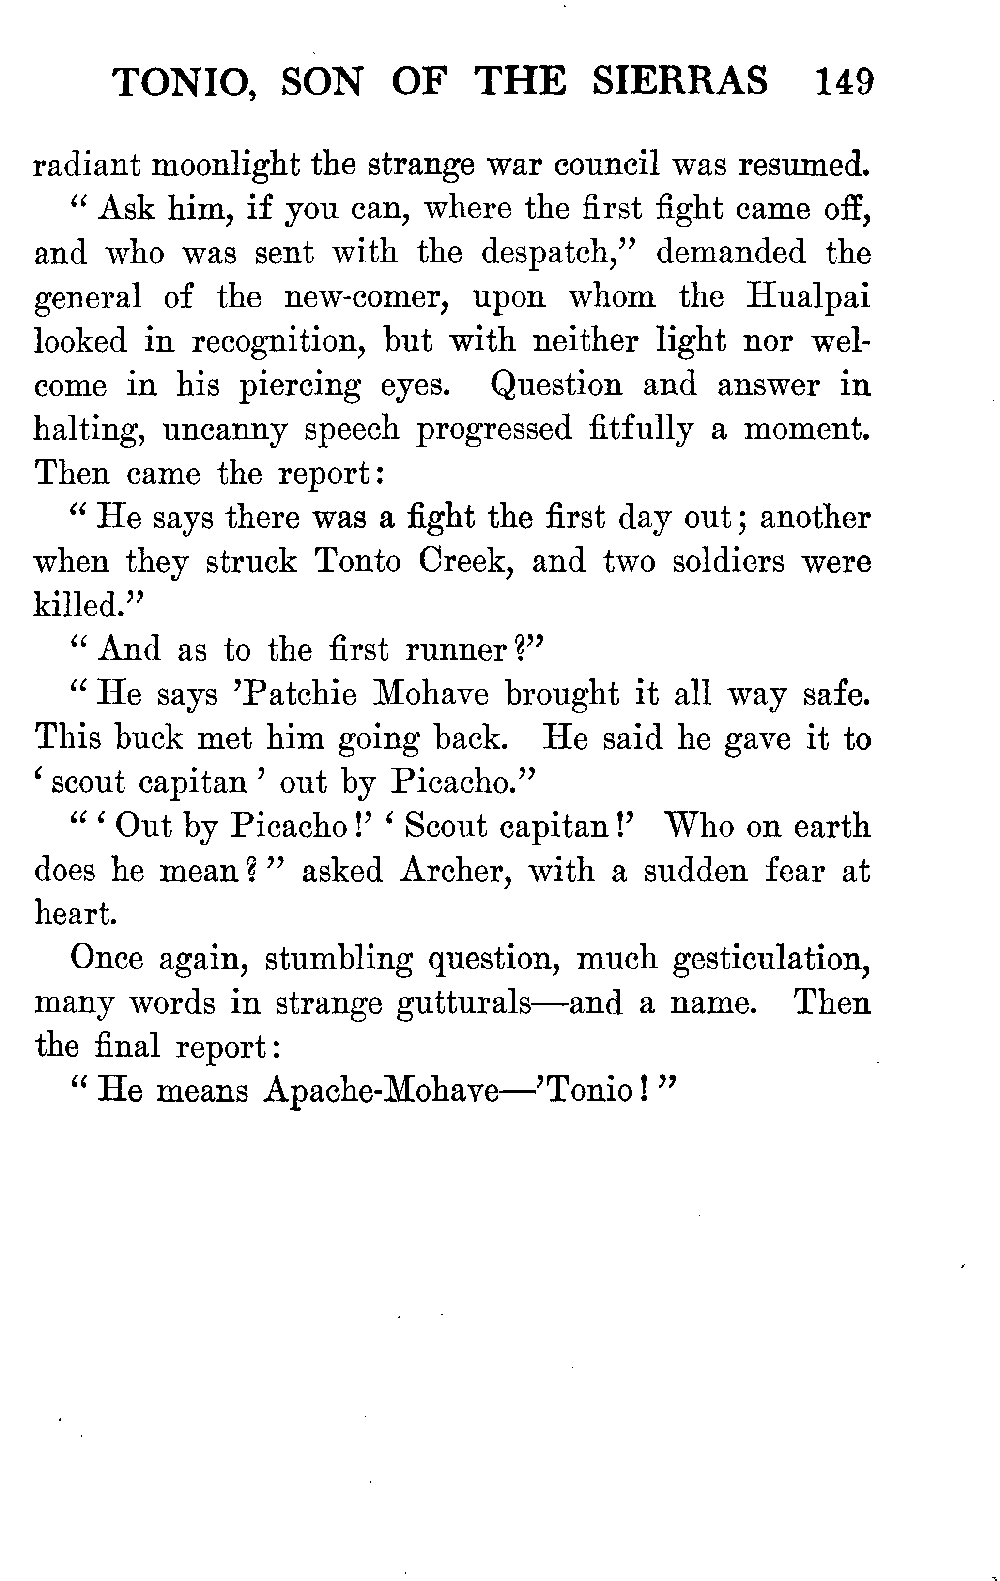 TONIO, SON OF THE SIERRAS 149
radiant moonlight the strange war council was resumed.
“ Ask him, if you can, where the first fight came off,
and who was sent with the despatch,” demanded the
general of the new-comer, upon whom the Hualpai
looked in recognition, but with neither light nor wel-
come in his piercing eyes. Question and answer in
halting, uncanny speech progressed fitfully a moment.
Then came the report:
“ He says there was a fight the first day out; another
when they struck Tonto Creek, and two soldiers were
killed.”
“ And as to the first runner?”
“ He says ’Patchie Mohave brought it all way safe.
This buck met him going back. He said he gave it to
‘ scout capitan ’ out by Picacho.”
“ ‘ Out by Picacho!’ ‘ Scout capitan!’ Who on earth
does he mean? ” asked Archer, with a sudden fear at
heart.
Once again, stumbling question, much gesticulation,
many words in strange gutturals—and a name. Then
the final report:
“ He means Apache-Mohave—’Tonio! ”